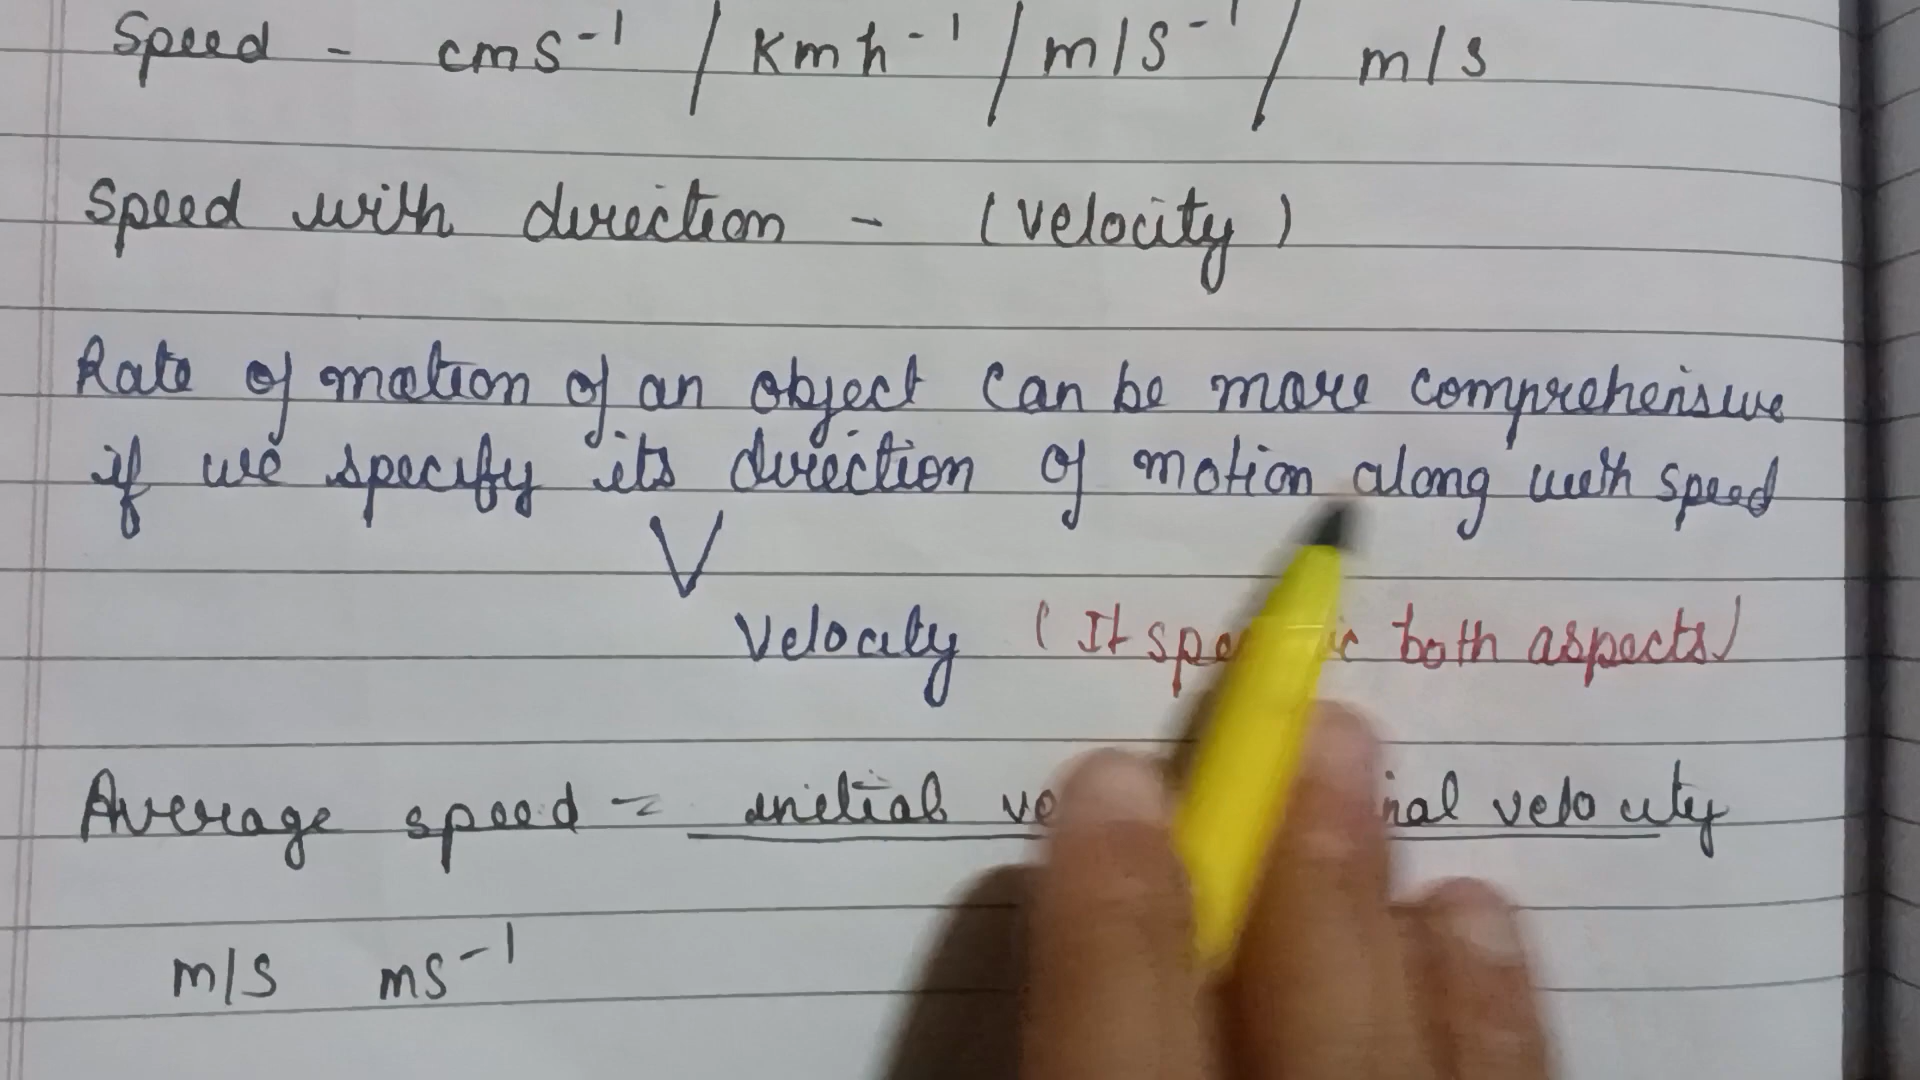 Speed - cms⁻¹ / Kmh⁻¹ / m/s⁻¹ / m/s
Speed with direction - (velocity)
Rate of motion of an object can be more comprehensive
if we specify its direction of motion along with speed
V
Velocity (It both aspects)
Average speed = initial velocity
m/s ms⁻¹